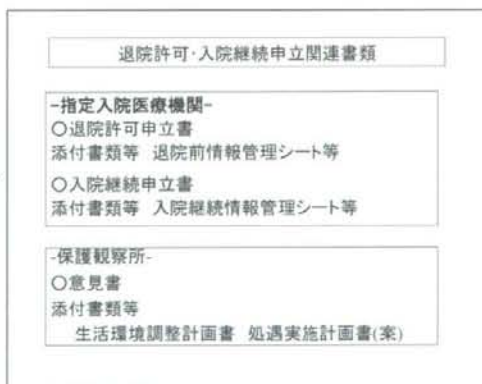 退院許可・入院継続申立関連書類
-指定入院医療機関-
〇退院許可申立書
添付書類等 退院前情報管理シート等
〇入院継続申立書
添付書類等 入院継続情報管理シート等
-保護観察所-
〇意見書
添付書類等
生活環境調整計画書 処遇実施計画書(案)